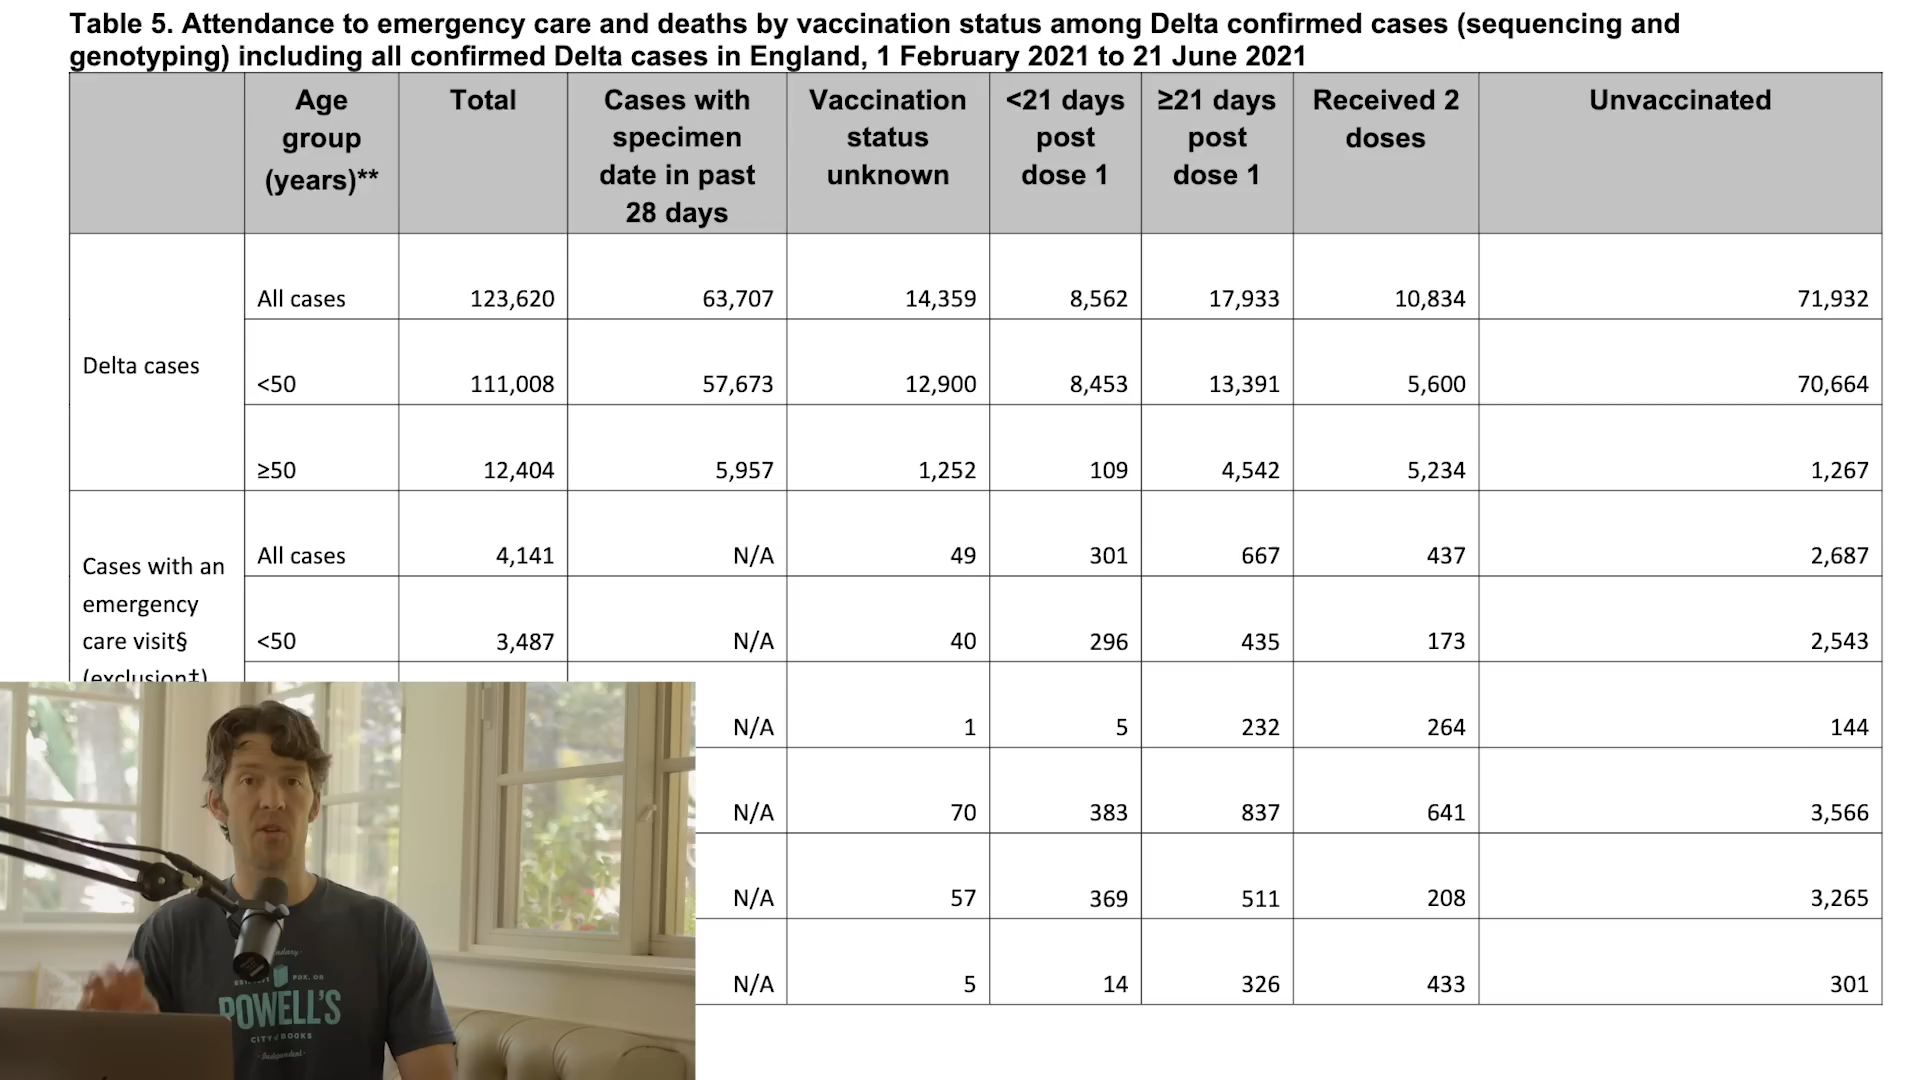 Table 5. Attendance to emergency care and deaths by vaccination status among Delta confirmed cases (sequencing and
genotyping) including all confirmed Delta cases in England, 1 February 2021 to 21 June 2021
Age group (years)** Total Cases with specimen date in past 28 days Vaccination status unknown <21 days post dose 1 ≥21 days post dose 1 Received 2 doses Unvaccinated
Delta cases
All cases 123,620 63,707 14,359 8,562 17,933 10,834 71,932
<50 111,008 57,673 12,900 8,453 13,391 5,600 70,664
≥50 12,404 5,957 1,252 109 4,542 5,234 1,267
Cases with an
emergency
care visit§
(exclusion‡)
All cases 4,141 N/A 49 301 667 437 2,687
<50 3,487 N/A 40 296 435 173 2,543
N/A 1 5 232 264 144
N/A 70 383 837 641 3,566
N/A 57 369 511 208 3,265
N/A 5 14 326 433 301
PDX, OR
POWELL'S
CITY OF BOOKS
Independent